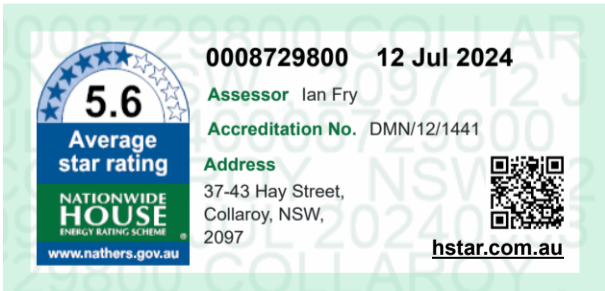 0008729800 12 Jul 2024
Assessor Ian Fry
Accreditation No. DMN/12/1441
Address
37-43 Hay Street,
Collaroy, NSW,
2097
hstar.com.au
5.6
Average
star rating
NATIONWIDE
HOUSE
ENERGY RATING SCHEME
®
www.nathers.gov.au